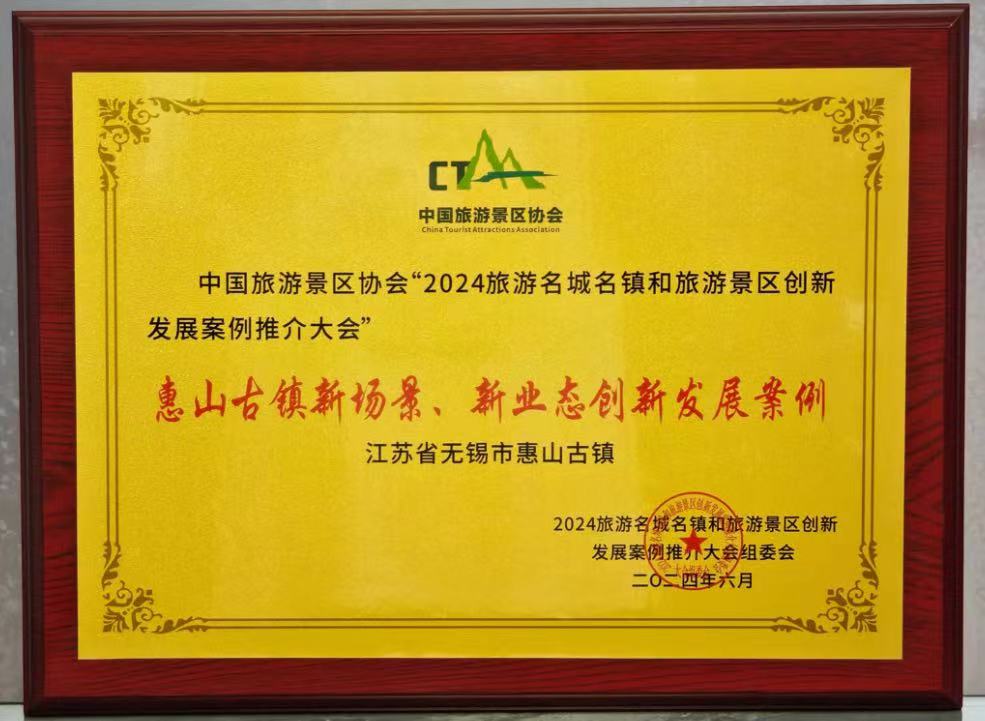 CTA
中国旅游景区协会
China Tourist Attractions Association
中国旅游景区协会“2024旅游名城名镇和旅游景区创新
发展案例推介大会”
惠山古镇新场景、新业态创新发展案例
江苏省无锡市惠山古镇
2024旅游名城名镇和旅游景区创新
发展案例推介大会组委会
二〇二四年六月